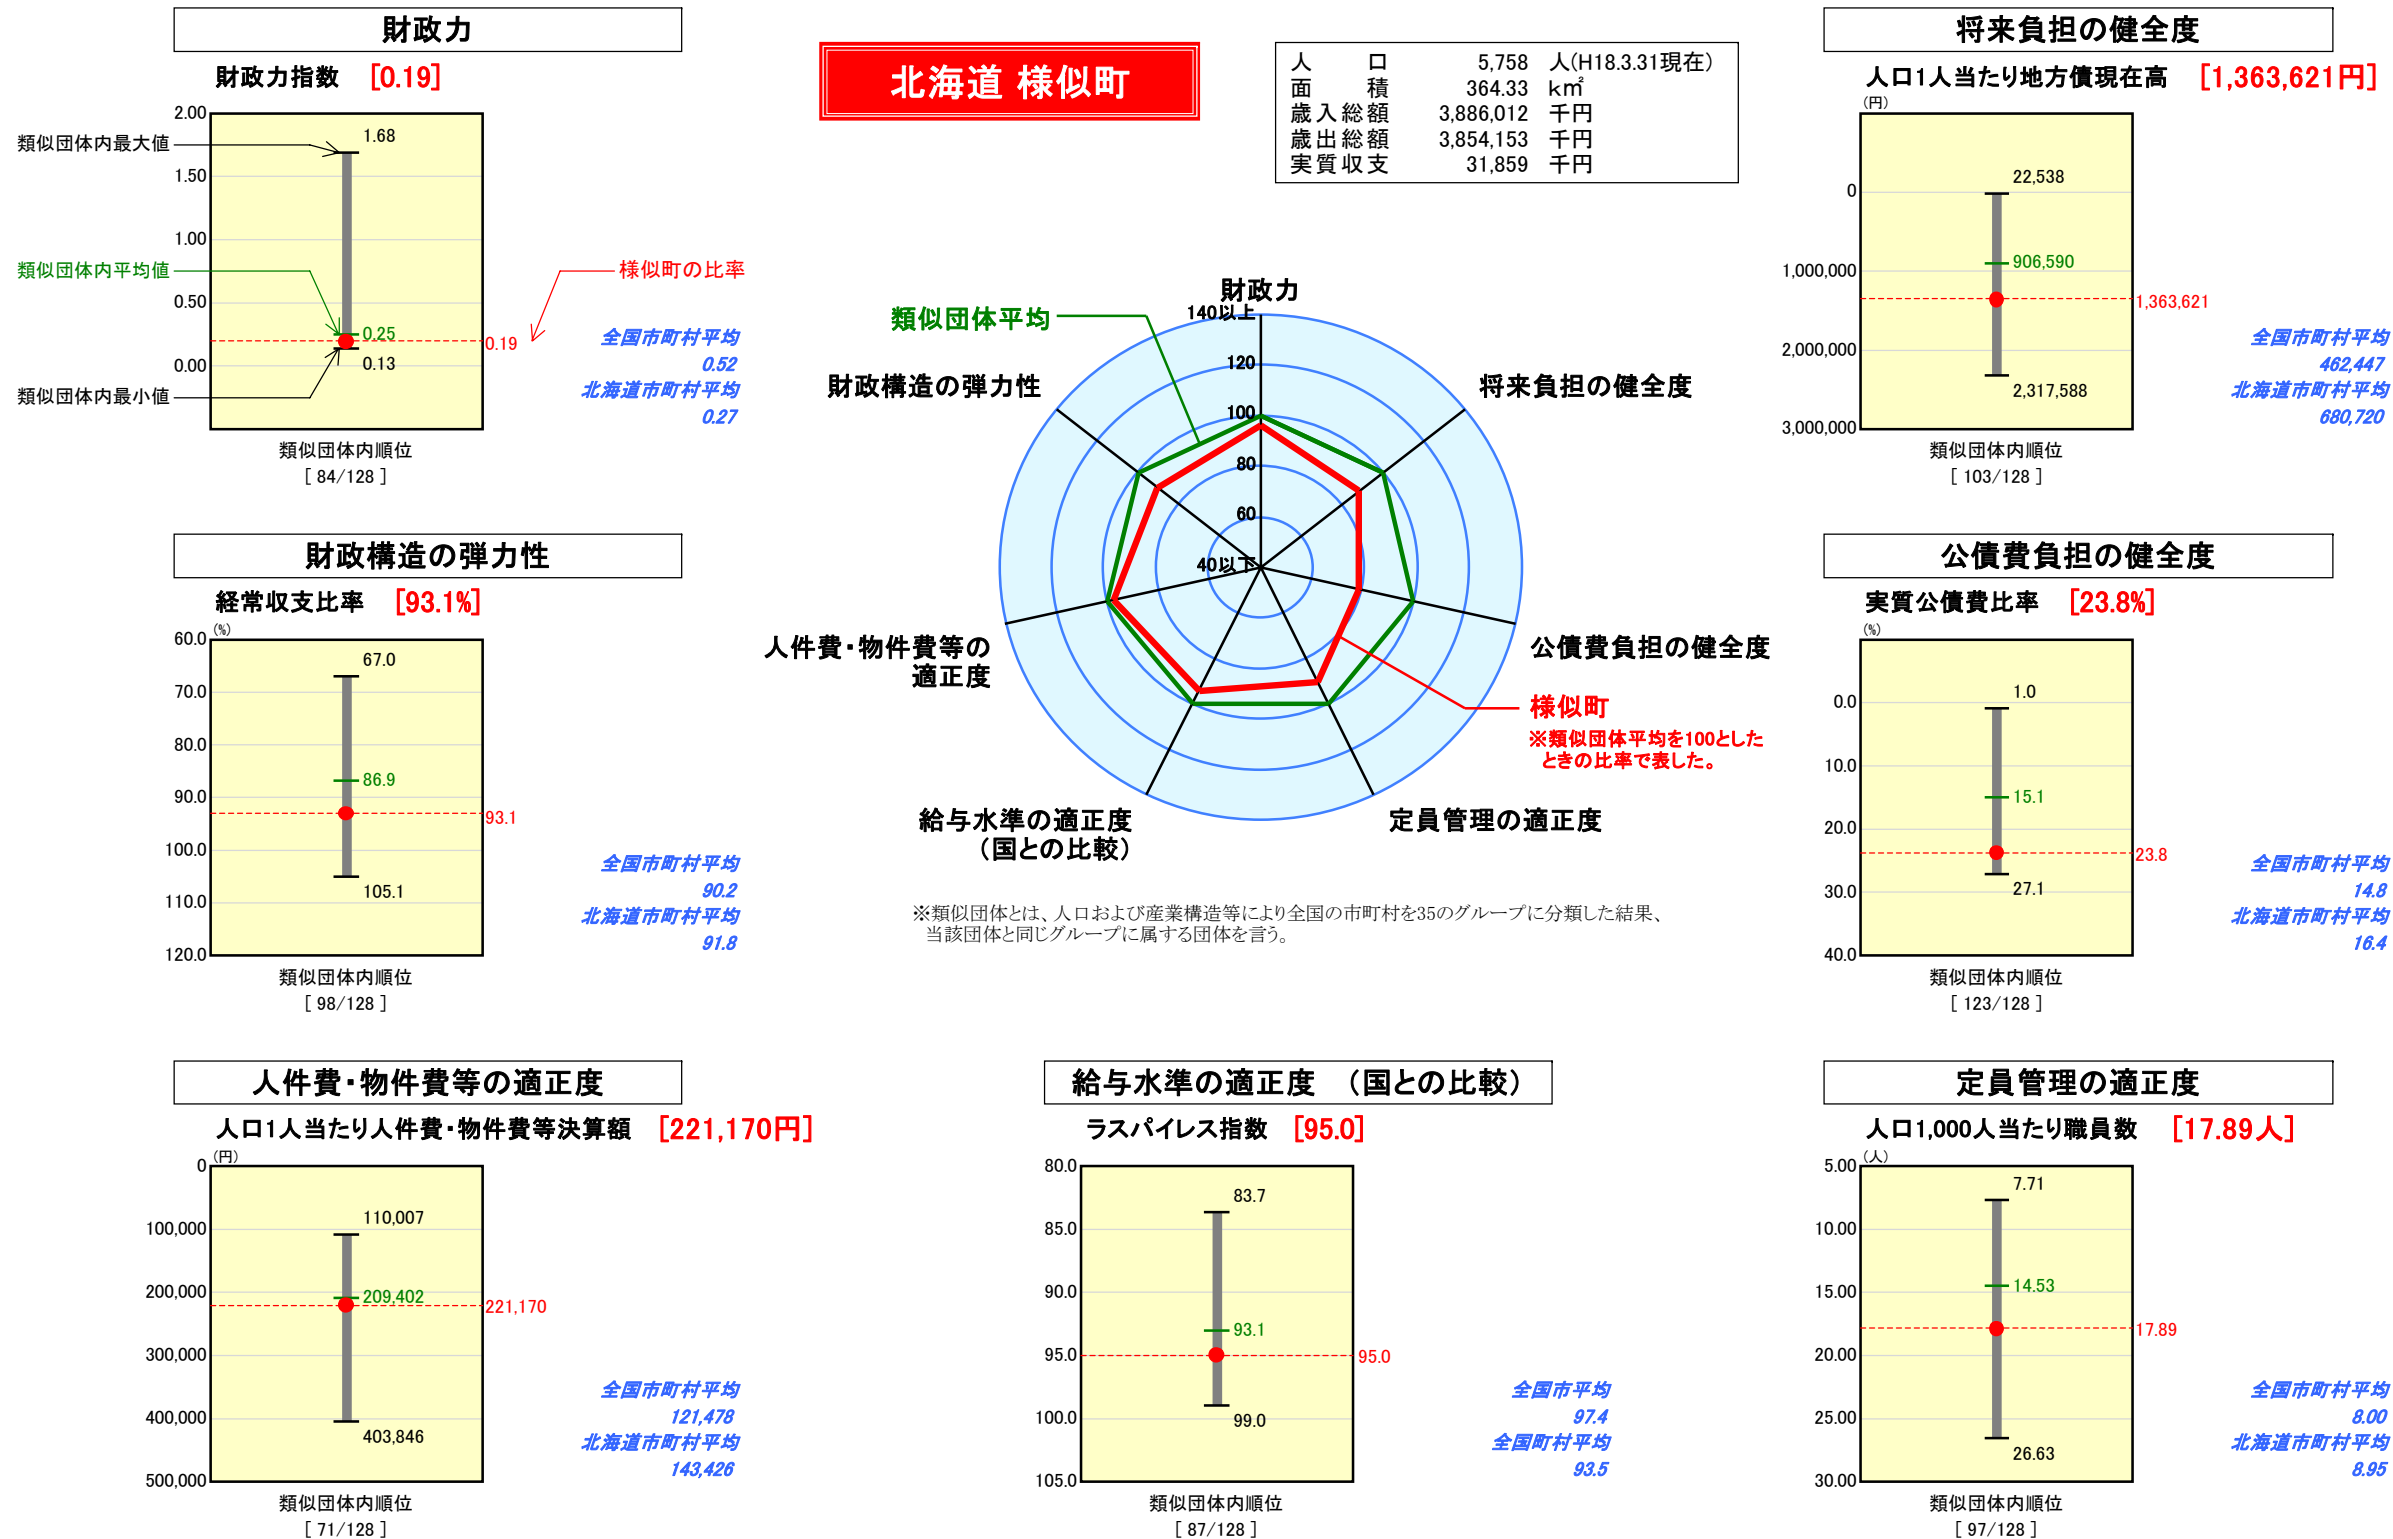 財政力
財政力指数 [0.19]
2.00
1.50
1.00
0.50
0.00
1.68
0.25
0.13
0.19
類似団体内最大値
類似団体内平均値
類似団体内最小値
様似町の比率
全国市町村平均
0.52
北海道市町村平均
0.27
類似団体内順位
[ 84/128 ]
北海道 様似町
人口 5,758 人(H18.3.31現在)
面積 364.33 k㎡
歳入総額 3,886,012 千円
歳出総額 3,854,153 千円
実質収支 31,859 千円
将来負担の健全度
人口1人当たり地方債現在高 [1,363,621円]
(円)
0
1,000,000
2,000,000
3,000,000
22,538
906,590
2,317,588
1,363,621
全国市町村平均
462,447
北海道市町村平均
680,720
類似団体内順位
[ 103/128 ]
財政構造の弾力性
経常収支比率 [93.1%]
(%)
60.0
70.0
80.0
90.0
100.0
110.0
120.0
67.0
86.9
105.1
93.1
全国市町村平均
90.2
北海道市町村平均
91.8
類似団体内順位
[ 98/128 ]
類似団体平均
財政力
140以上
120
100
80
60
40以下
財政構造の弾力性
将来負担の健全度
人件費・物件費等の
適正度
公債費負担の健全度
給与水準の適正度
(国との比較)
定員管理の適正度
様似町
※類似団体平均を100とした
ときの比率で表した。
※類似団体とは、人口および産業構造等により全国の市町村を35のグループに分類した結果、
当該団体と同じグループに属する団体を言う。
公債費負担の健全度
実質公債費比率 [23.8%]
(%)
0.0
10.0
20.0
30.0
40.0
1.0
15.1
27.1
23.8
全国市町村平均
14.8
北海道市町村平均
16.4
類似団体内順位
[ 123/128 ]
人件費・物件費等の適正度
人口1人当たり人件費・物件費等決算額 [221,170円]
(円)
0
100,000
200,000
300,000
400,000
500,000
110,007
209,402
403,846
221,170
全国市町村平均
121,478
北海道市町村平均
143,426
類似団体内順位
[ 71/128 ]
給与水準の適正度 (国との比較)
ラスパイレス指数 [95.0]
80.0
85.0
90.0
95.0
100.0
105.0
83.7
93.1
99.0
95.0
全国市平均
97.4
全国町村平均
93.5
類似団体内順位
[ 87/128 ]
定員管理の適正度
人口1,000人当たり職員数 [17.89人]
(人)
5.00
10.00
15.00
20.00
25.00
30.00
7.71
14.53
26.63
17.89
全国市町村平均
8.00
北海道市町村平均
8.95
類似団体内順位
[ 97/128 ]